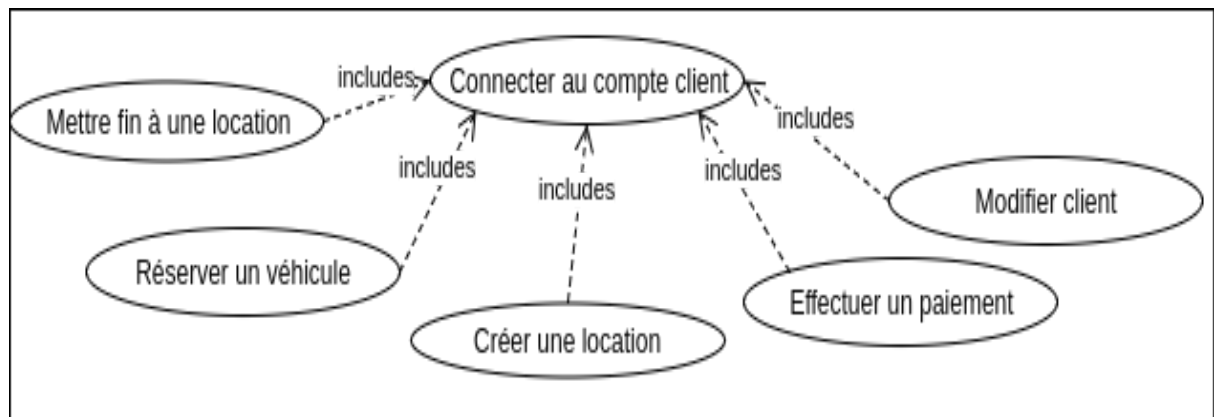 Connecter au compte client
includes
Mettre fin à une location
includes
includes
includes
includes
Modifier client
Réserver un véhicule
Effectuer un paiement
Créer une location